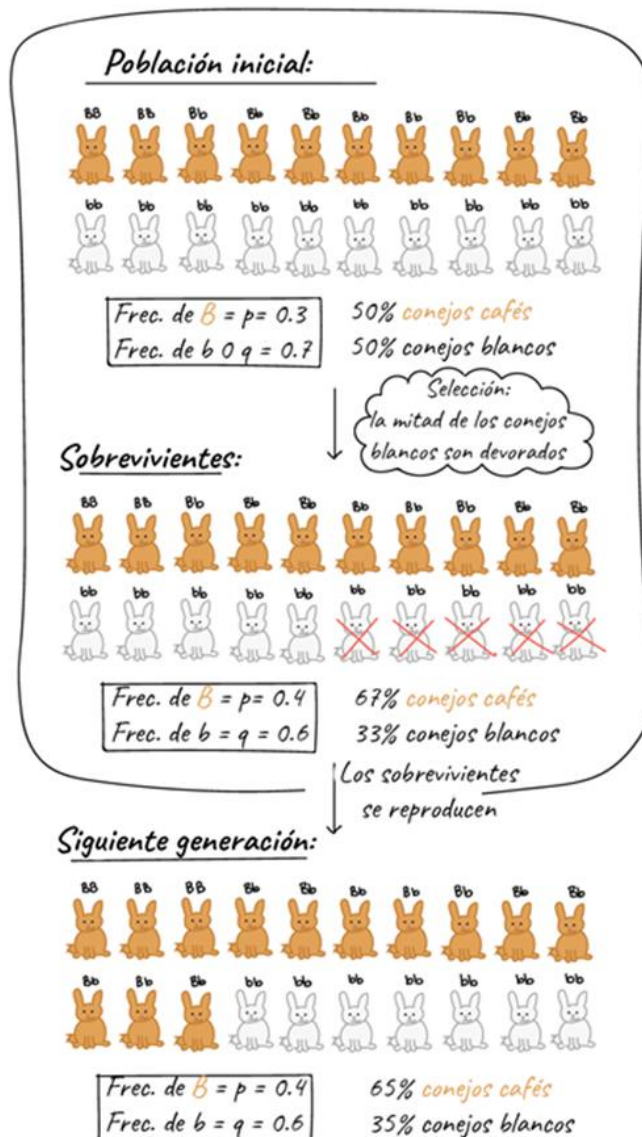 Población inicial:
BB BB Bb Bb Bb Bb Bb Bb Bb Bb
bb bb bb bb bb bb bb bb bb bb
Frec. de B = p= 0.3
Frec. de b o q = 0.7
50% conejos cafés
50% conejos blancos
Selección:
la mitad de los conejos
blancos son devorados
Sobrevivientes:
BB BB Bb Bb Bb Bb Bb Bb Bb Bb
bb bb bb bb bb bb bb bb bb bb
Frec. de B = p= 0.4
Frec. de b = q = 0.6
67% conejos cafés
33% conejos blancos
Los sobrevivientes
se reproducen
Siguiente generación:
BB BB BB Bb Bb Bb Bb Bb Bb Bb
Bb Bb Bb bb bb bb bb bb bb bb
Frec. de B = p = 0.4
Frec. de b = q = 0.6
65% conejos cafés
35% conejos blancos